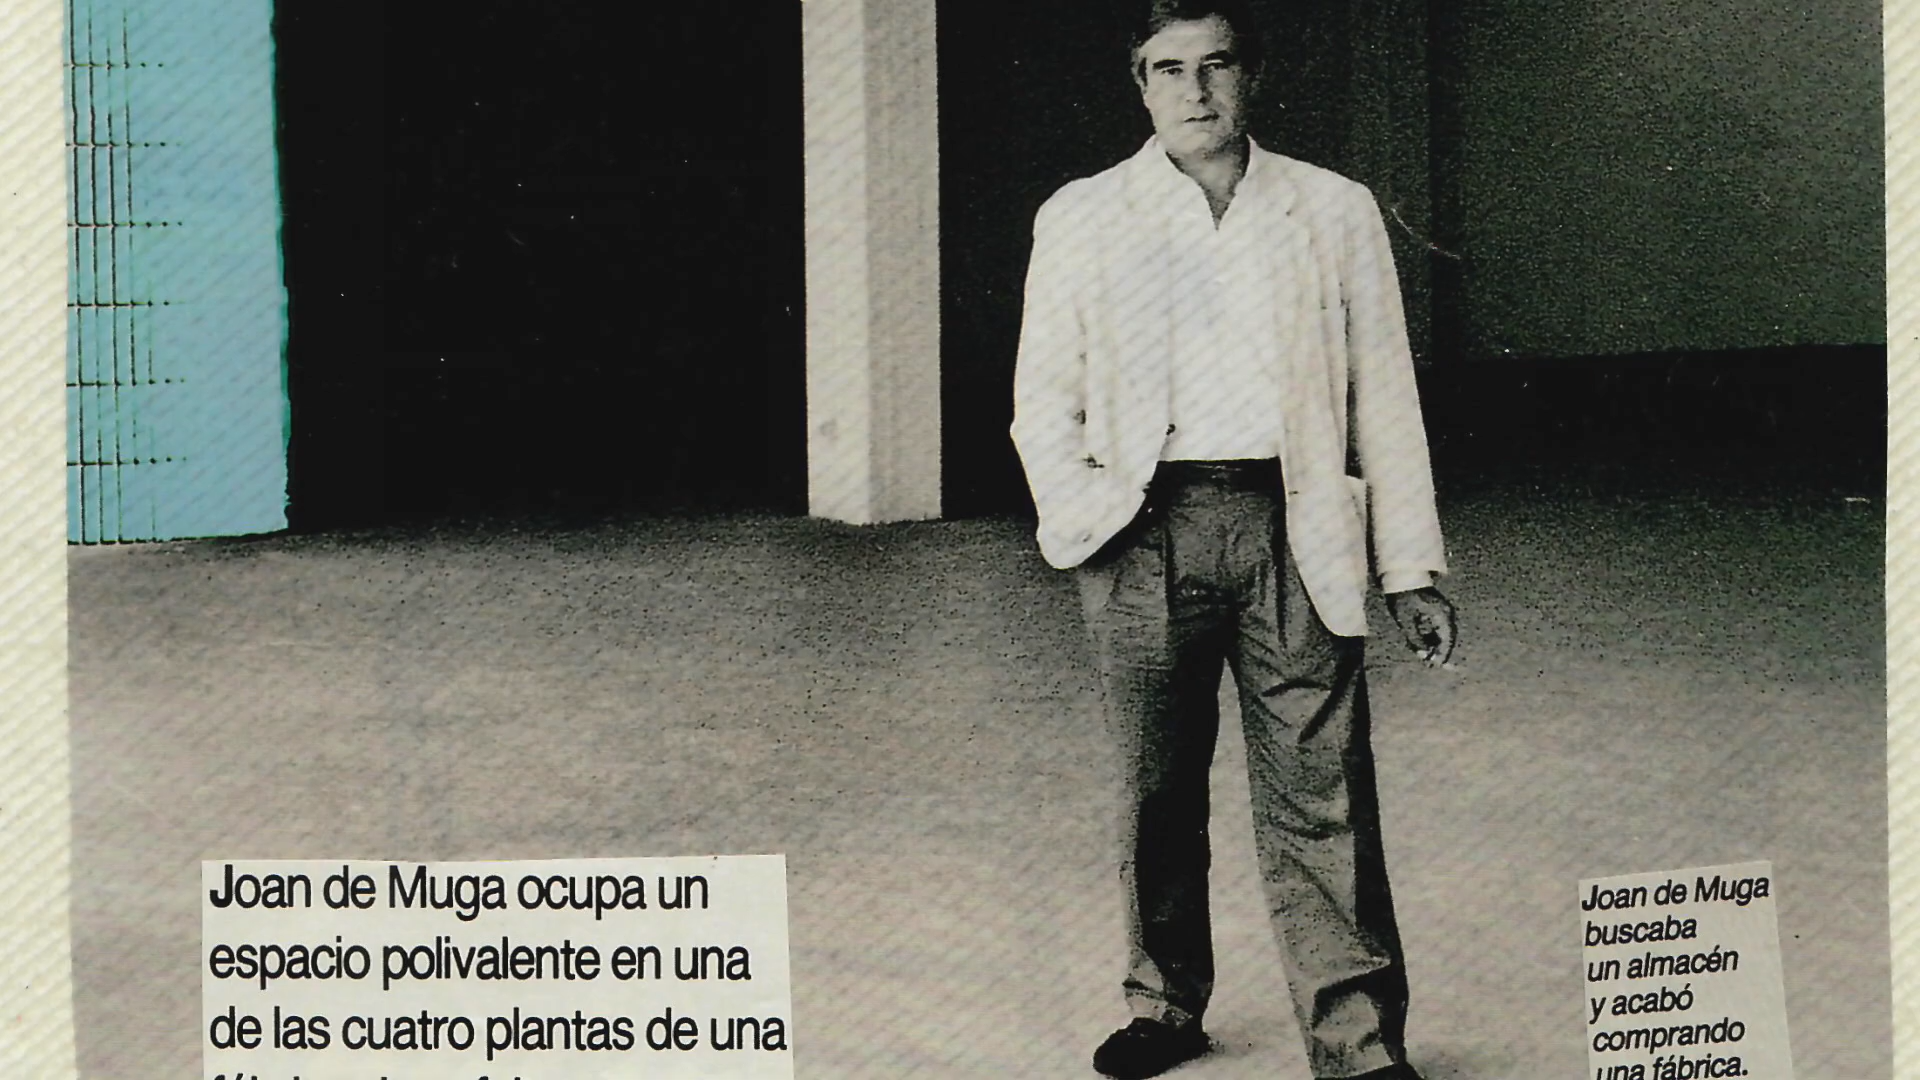 Joan de Muga ocupa un
espacio polivalente en una
de las cuatro plantas de una
Joan de Muga
buscaba
un almacén
y acabó
comprando
una fábrica.